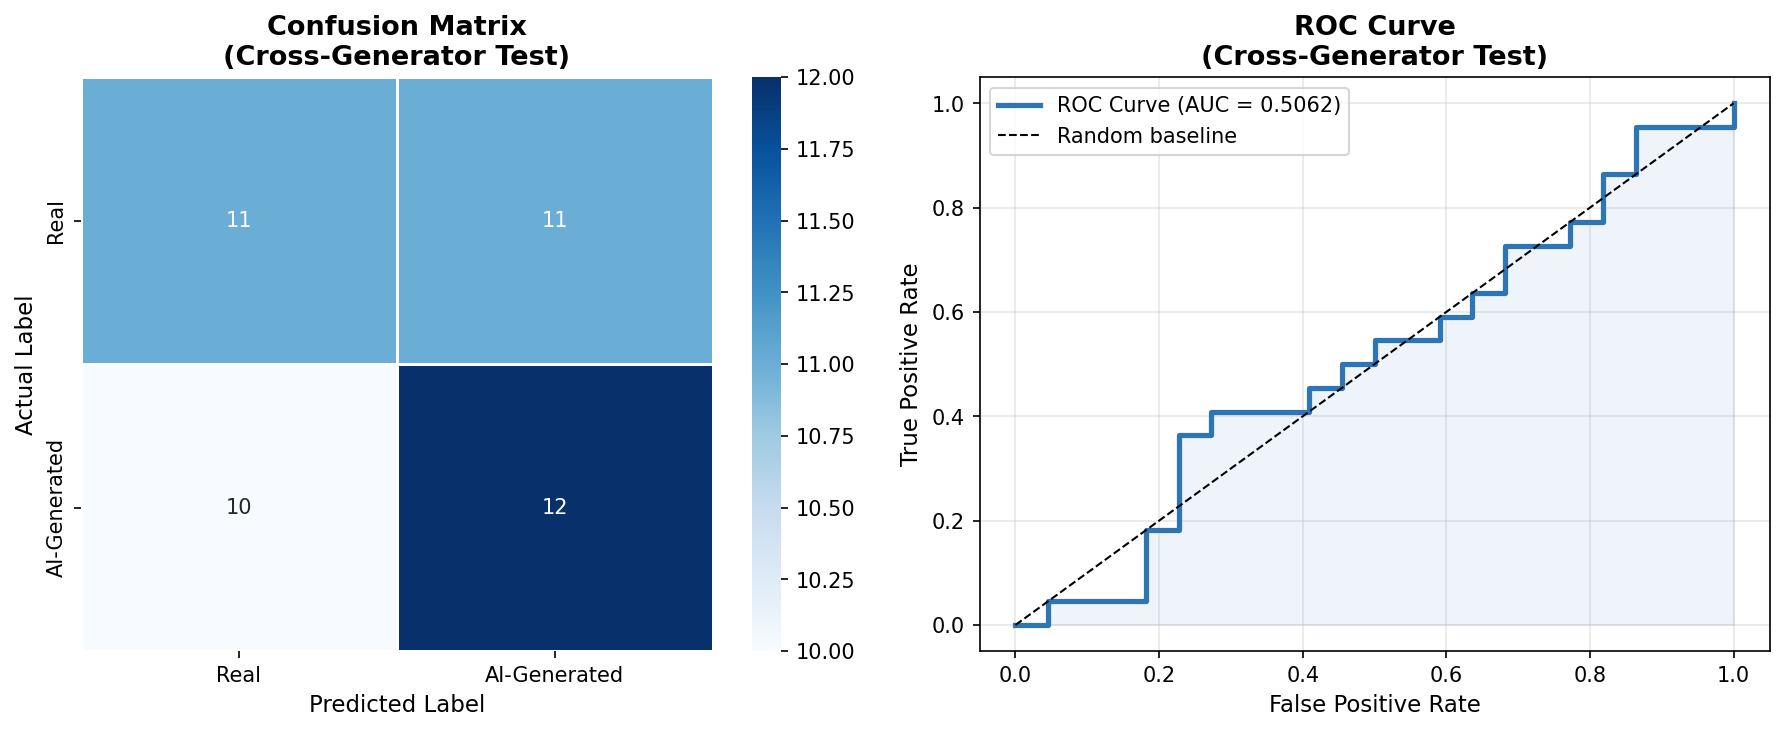 Confusion Matrix
(Cross-Generator Test)
Actual Label
Real
AI-Generated
11
11
10
12
Real
AI-Generated
Predicted Label
12.00
11.75
11.50
11.25
11.00
10.75
10.50
10.25
10.00
ROC Curve
(Cross-Generator Test)
ROC Curve (AUC = 0.5062)
Random baseline
True Positive Rate
1.0
0.8
0.6
0.4
0.2
0.0
0.0
0.2
0.4
0.6
0.8
1.0
False Positive Rate